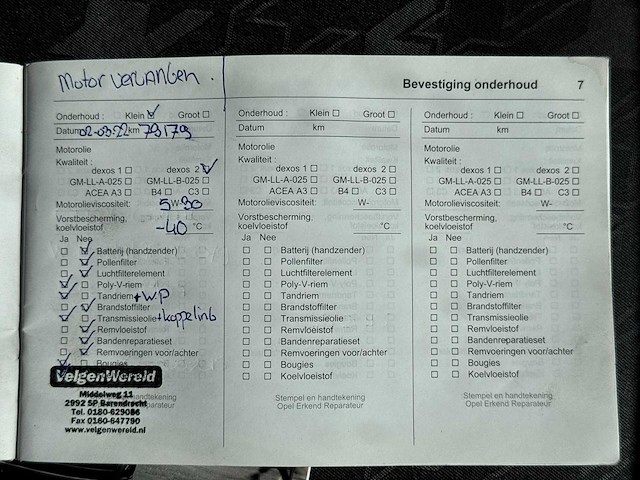 Motor vervangen.
Bevestiging onderhoud 7
Onderhoud : Klein ☑ Groot ☐
Datum 02-03-22 km 79179
Motorolie
Kwaliteit :
dexos 1 ☐ dexos 2 ☑
GM-LL-A-025 ☐ GM-LL-B-025 ☐
ACEA A3 ☐ B4 ☐ C3 ☐
Motorolieviscositeit 5 W- 30
Vorstbescherming,
koelvloeistof -40 °C
Ja Nee
Batterij (handzender)
Pollenfilter
Luchtfilterelement
Poly-V-riem
Tandriem + WP
Brandstoffilter
Transmissieolie + koppeling
Remvloeistof
Bandenreparatieset
Remvoeringen voor/achter
Bougies
VelgenWereld
Middelweg 11
2992 SP Barendrecht
Tel. 0180-629086
Fax 0180-647790
www.velgenwereld.nl
Onderhoud : Klein ☐ Groot ☐
Datum km
Motorolie
Kwaliteit :
dexos 1 ☐ dexos 2 ☐
GM-LL-A-025 ☐ GM-LL-B-025 ☐
ACEA A3 ☐ B4 ☐ C3 ☐
Motorolieviscositeit W-
Vorstbescherming,
koelvloeistof °C
Ja Nee
☐ ☐ Batterij (handzender)
☐ ☐ Pollenfilter
☐ ☐ Luchtfilterelement
☐ ☐ Poly-V-riem
☐ ☐ Tandriem
☐ ☐ Brandstoffilter
☐ ☐ Transmissieolie
☐ ☐ Remvloeistof
☐ ☐ Bandenreparatieset
☐ ☐ Remvoeringen voor/achter
☐ ☐ Bougies
☐ ☐ Koelvloeistof
Stempel en handtekening
Opel Erkend Reparateur
Onderhoud : Klein ☐ Groot ☐
Datum km
Motorolie
Kwaliteit :
dexos 1 ☐ dexos 2 ☐
GM-LL-A-025 ☐ GM-LL-B-025 ☐
ACEA A3 ☐ B4 ☐ C3 ☐
Motorolieviscositeit W-
Vorstbescherming,
koelvloeistof °C
Ja Nee
☐ ☐ Batterij (handzender)
☐ ☐ Pollenfilter
☐ ☐ Luchtfilterelement
☐ ☐ Poly-V-riem
☐ ☐ Tandriem
☐ ☐ Brandstoffilter
☐ ☐ Transmissieolie
☐ ☐ Remvloeistof
☐ ☐ Bandenreparatieset
☐ ☐ Remvoeringen voor/achter
☐ ☐ Bougies
☐ ☐ Koelvloeistof
Stempel en handtekening
Opel Erkend Reparateur